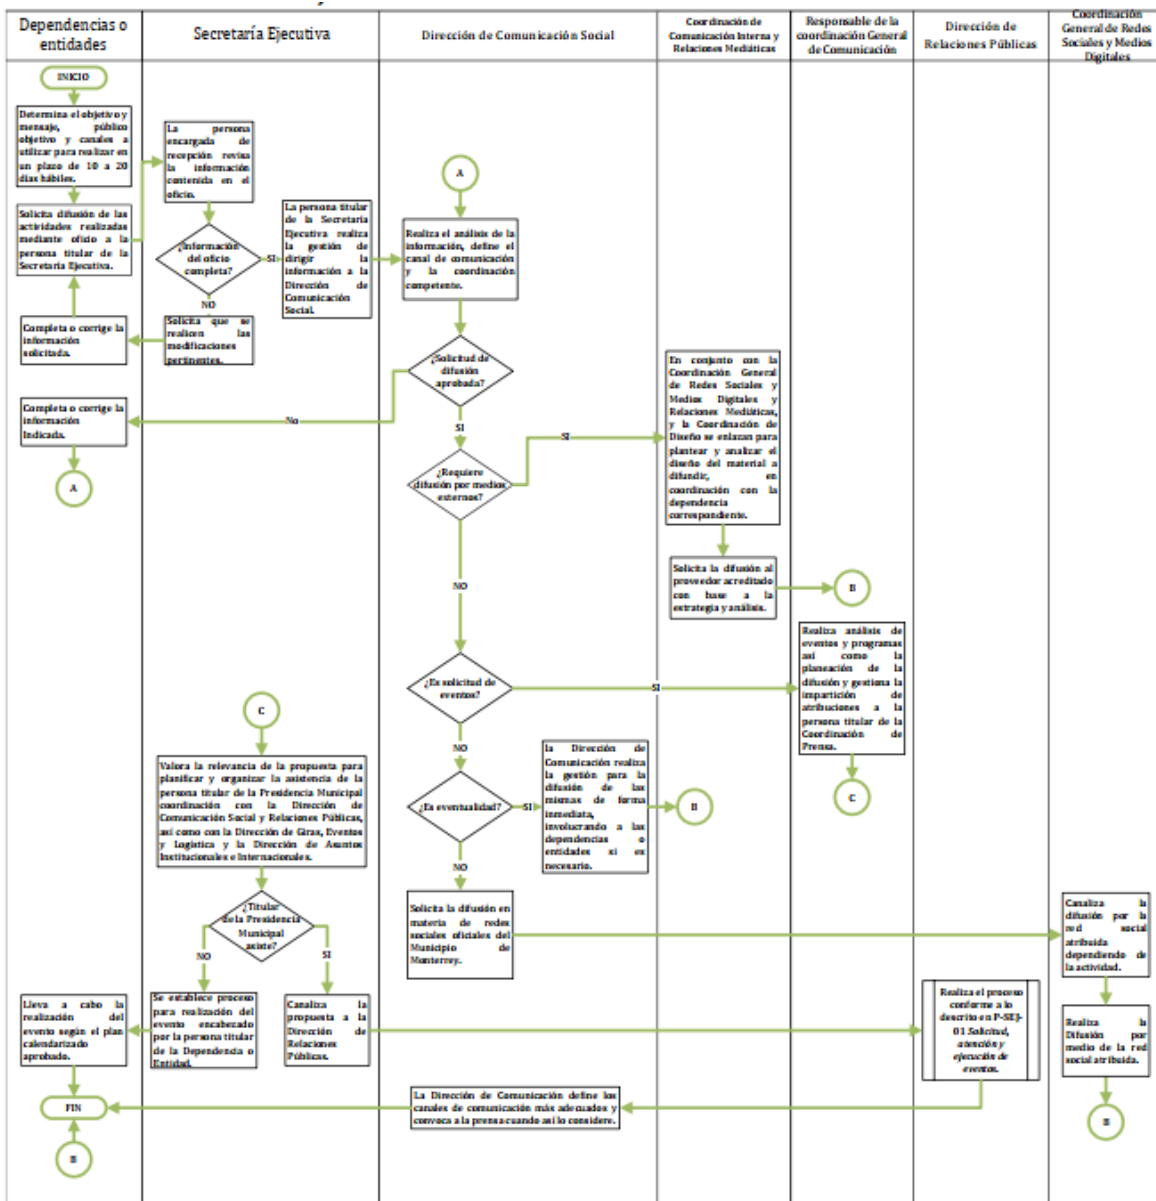 Dependencias o
entidades
Secretaría Ejecutiva
Dirección de Comunicación Social
Coordinación de
Comunicación Interna y
Relaciones Mediáticas
Responsable de la
coordinación General
de Comunicación
Dirección de
Relaciones Públicas
Coordinación
General de Redes
Sociales y Medios
Digitales
INICIO
Determina el objetivo y
mensaje, público
objetivo y canales a
utilizar para realizar en
un plazo de 10 a 20
días hábiles.
Solicita difusión de las
actividades realizadas
mediante oficio a la
persona titular de la
Secretaría Ejecutiva.
Completa o corrige la
información
solicitada.
Completa o corrige la
información
Indicada.
A
La persona
encargada de
recepción revisa
la información
contenida en el
oficio.
¿Información
del oficio
completa?
SI
NO
Solicita que se
realicen las
modificaciones
pertinentes.
La persona titular
de la Secretaría
Ejecutiva realiza
la gestión de
dirigir la
información a la
Dirección de
Comunicación
Social.
A
Realiza el análisis de la
información, define el
canal de comunicación
y la coordinación
competente.
¿Solicitud de
difusión
aprobada?
No
SI
¿Requiere
difusión por medios
externos?
SI
NO
En conjunto con la
Coordinación General
de Redes Sociales y
Medios Digitales y
Relaciones Mediáticas,
y la Coordinación de
Diseño se enlazan para
plantear y analizar el
diseño del material a
difundir, en
coordinación con la
dependencia
correspondiente.
Solicita la difusión al
proveedor acreditado
con base a la
estrategia y análisis.
B
¿Es solicitud de
eventos?
SI
NO
Realiza análisis de
eventos y programas
así como la
planeación de la
difusión y gestiona la
impartición de
atribuciones a la
persona titular de la
Coordinación de
Prensa.
C
¿Es eventualidad?
SI
NO
la Dirección de
Comunicación realiza
la gestión para la
difusión de las
mismas de forma
inmediata,
involucrando a las
dependencias o
entidades si es
necesario.
B
Solicita la difusión en
materia de redes
sociales oficiales del
Municipio de
Monterrey.
Canaliza la
difusión por la
red social
atribuida
dependiendo de
la actividad.
Realiza la
Difusión por
medio de la red
social atribuida.
B
C
Valora la relevancia de la propuesta para
planificar y organizar la asistencia de la
persona titular de la Presidencia Municipal
coordinación con la Dirección de
Comunicación Social y Relaciones Públicas,
así como con la Dirección de Giras, Eventos
y Logística y la Dirección de Asuntos
Institucionales e Internacionales.
¿Titular
de la Presidencia
Municipal
asiste?
NO
SI
Se establece proceso
para realización del
evento encabezado
por la persona titular
de la Dependencia o
Entidad.
Canaliza la
propuesta a la
Dirección de
Relaciones
Públicas.
Realiza el proceso
conforme a lo
descrito en P-SEJ-
01 Solicitud,
atención y
ejecución de
eventos.
Lleva a cabo la
realización del
evento según el plan
calendarizado
aprobado.
La Dirección de Comunicación define los
canales de comunicación más adecuados y
convoca a la prensa cuando así lo considere.
FIN
B